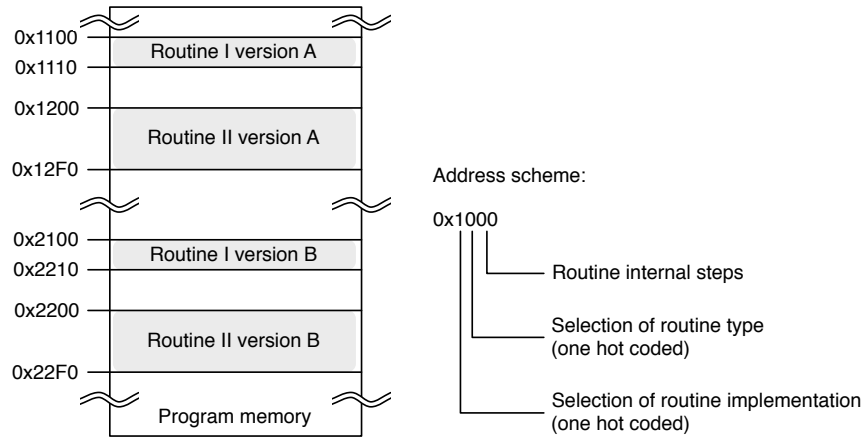 0x1100
Routine I version A
0x1110
0x1200
Routine II version A
0x12F0
0x2100
Routine I version B
0x2210
0x2200
Routine II version B
0x22F0
Program memory
Address scheme:
0x1000
Routine internal steps
Selection of routine type
(one hot coded)
Selection of routine implementation
(one hot coded)